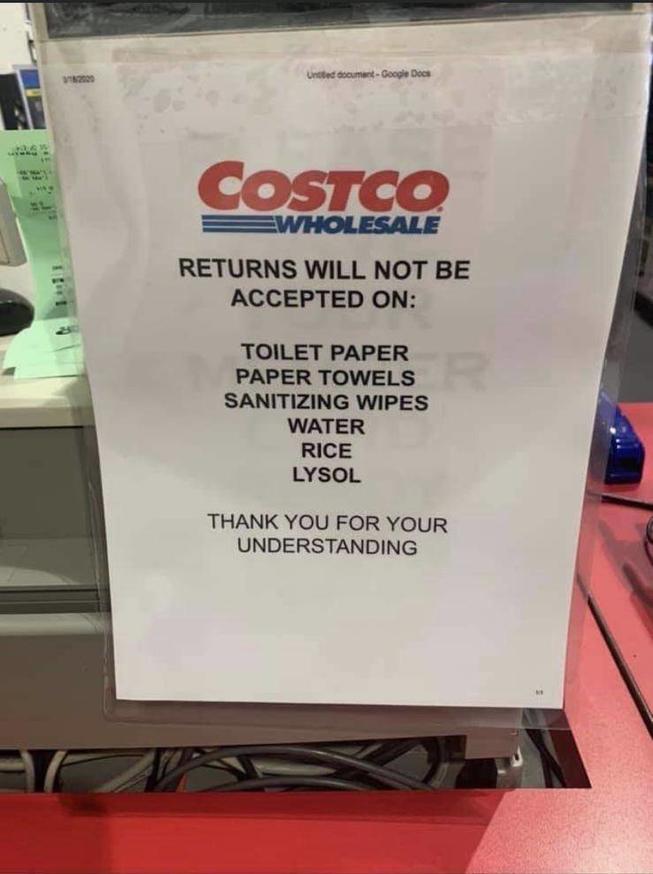 3/18/2020
Untitled document - Google Docs
COSTCO
WHOLESALE
RETURNS WILL NOT BE
ACCEPTED ON:
TOILET PAPER
PAPER TOWELS
SANITIZING WIPES
WATER
RICE
LYSOL
THANK YOU FOR YOUR
UNDERSTANDING
1/1